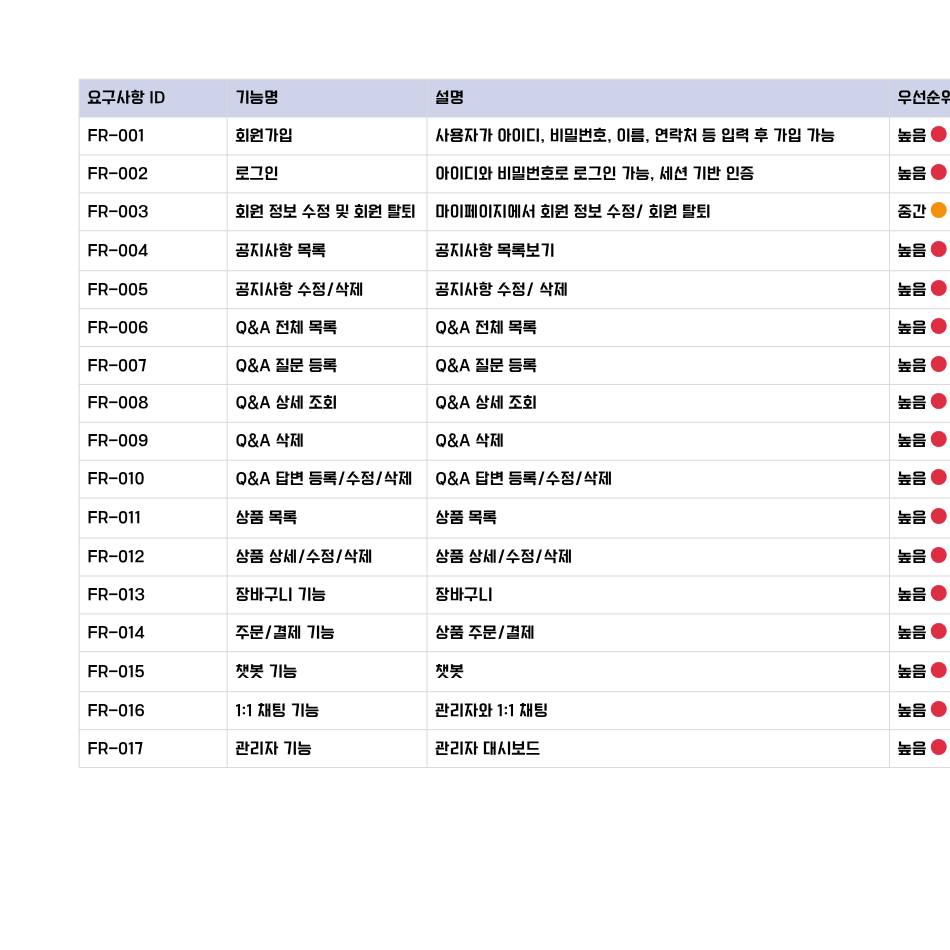 요구사항 ID 기능명 설명 우선순위
FR-001 회원가입 사용자가 아이디, 비밀번호, 이름, 연락처 등 입력 후 가입 가능 높음
FR-002 로그인 아이디와 비밀번호로 로그인 가능, 세션 기반 인증 높음
FR-003 회원 정보 수정 및 회원 탈퇴 마이페이지에서 회원 정보 수정/ 회원 탈퇴 중간
FR-004 공지사항 목록 공지사항 목록보기 높음
FR-005 공지사항 수정/삭제 공지사항 수정/ 삭제 높음
FR-006 Q&A 전체 목록 Q&A 전체 목록 높음
FR-007 Q&A 질문 등록 Q&A 질문 등록 높음
FR-008 Q&A 상세 조회 Q&A 상세 조회 높음
FR-009 Q&A 삭제 Q&A 삭제 높음
FR-010 Q&A 답변 등록/수정/삭제 Q&A 답변 등록/수정/삭제 높음
FR-011 상품 목록 상품 목록 높음
FR-012 상품 상세/수정/삭제 상품 상세/수정/삭제 높음
FR-013 장바구니 기능 장바구니 높음
FR-014 주문/결제 기능 상품 주문/결제 높음
FR-015 챗봇 기능 챗봇 높음
FR-016 1:1 채팅 기능 관리자와 1:1 채팅 높음
FR-017 관리자 기능 관리자 대시보드 높음